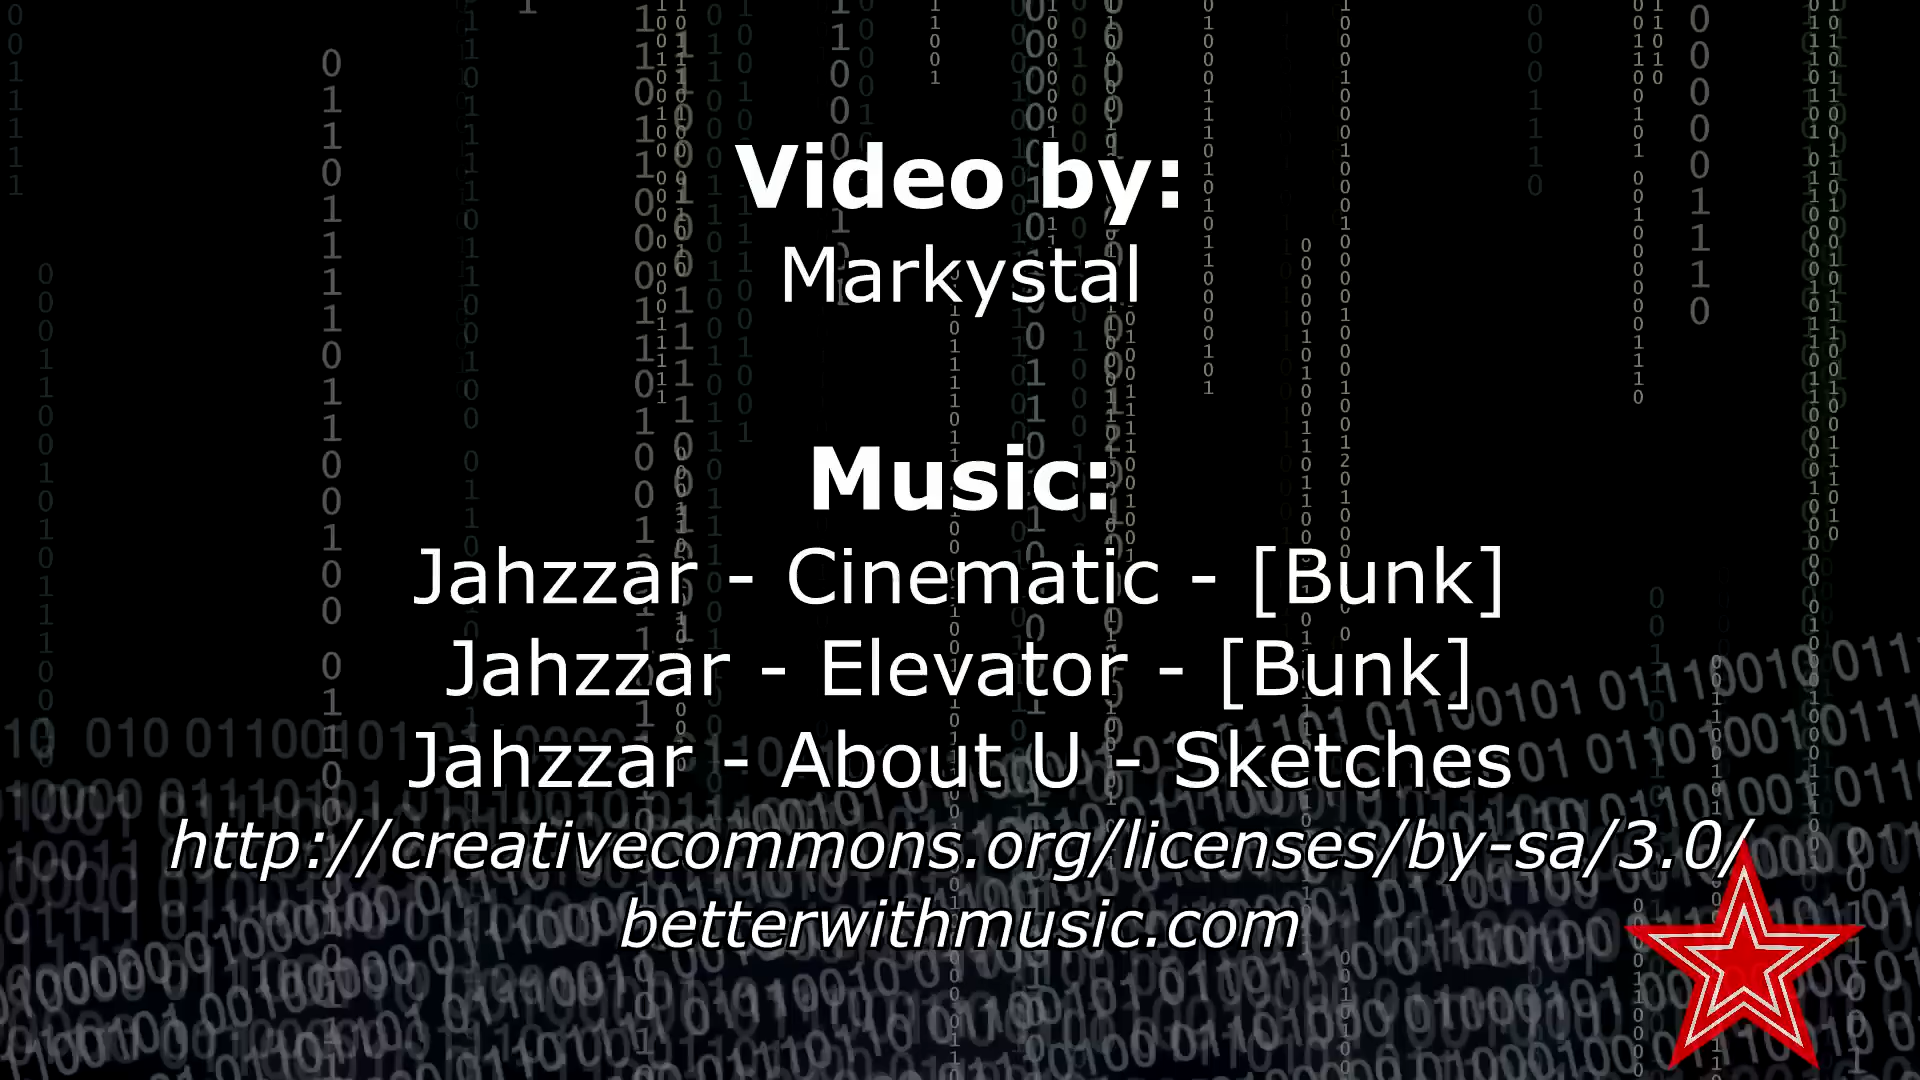 Video by:
Markystal
Music:
Jahzzar - Cinematic - [Bunk]
Jahzzar - Elevator - [Bunk]
Jahzzar - About U - Sketches
http://creativecommons.org/licenses/by-sa/3.0/
betterwithmusic.com